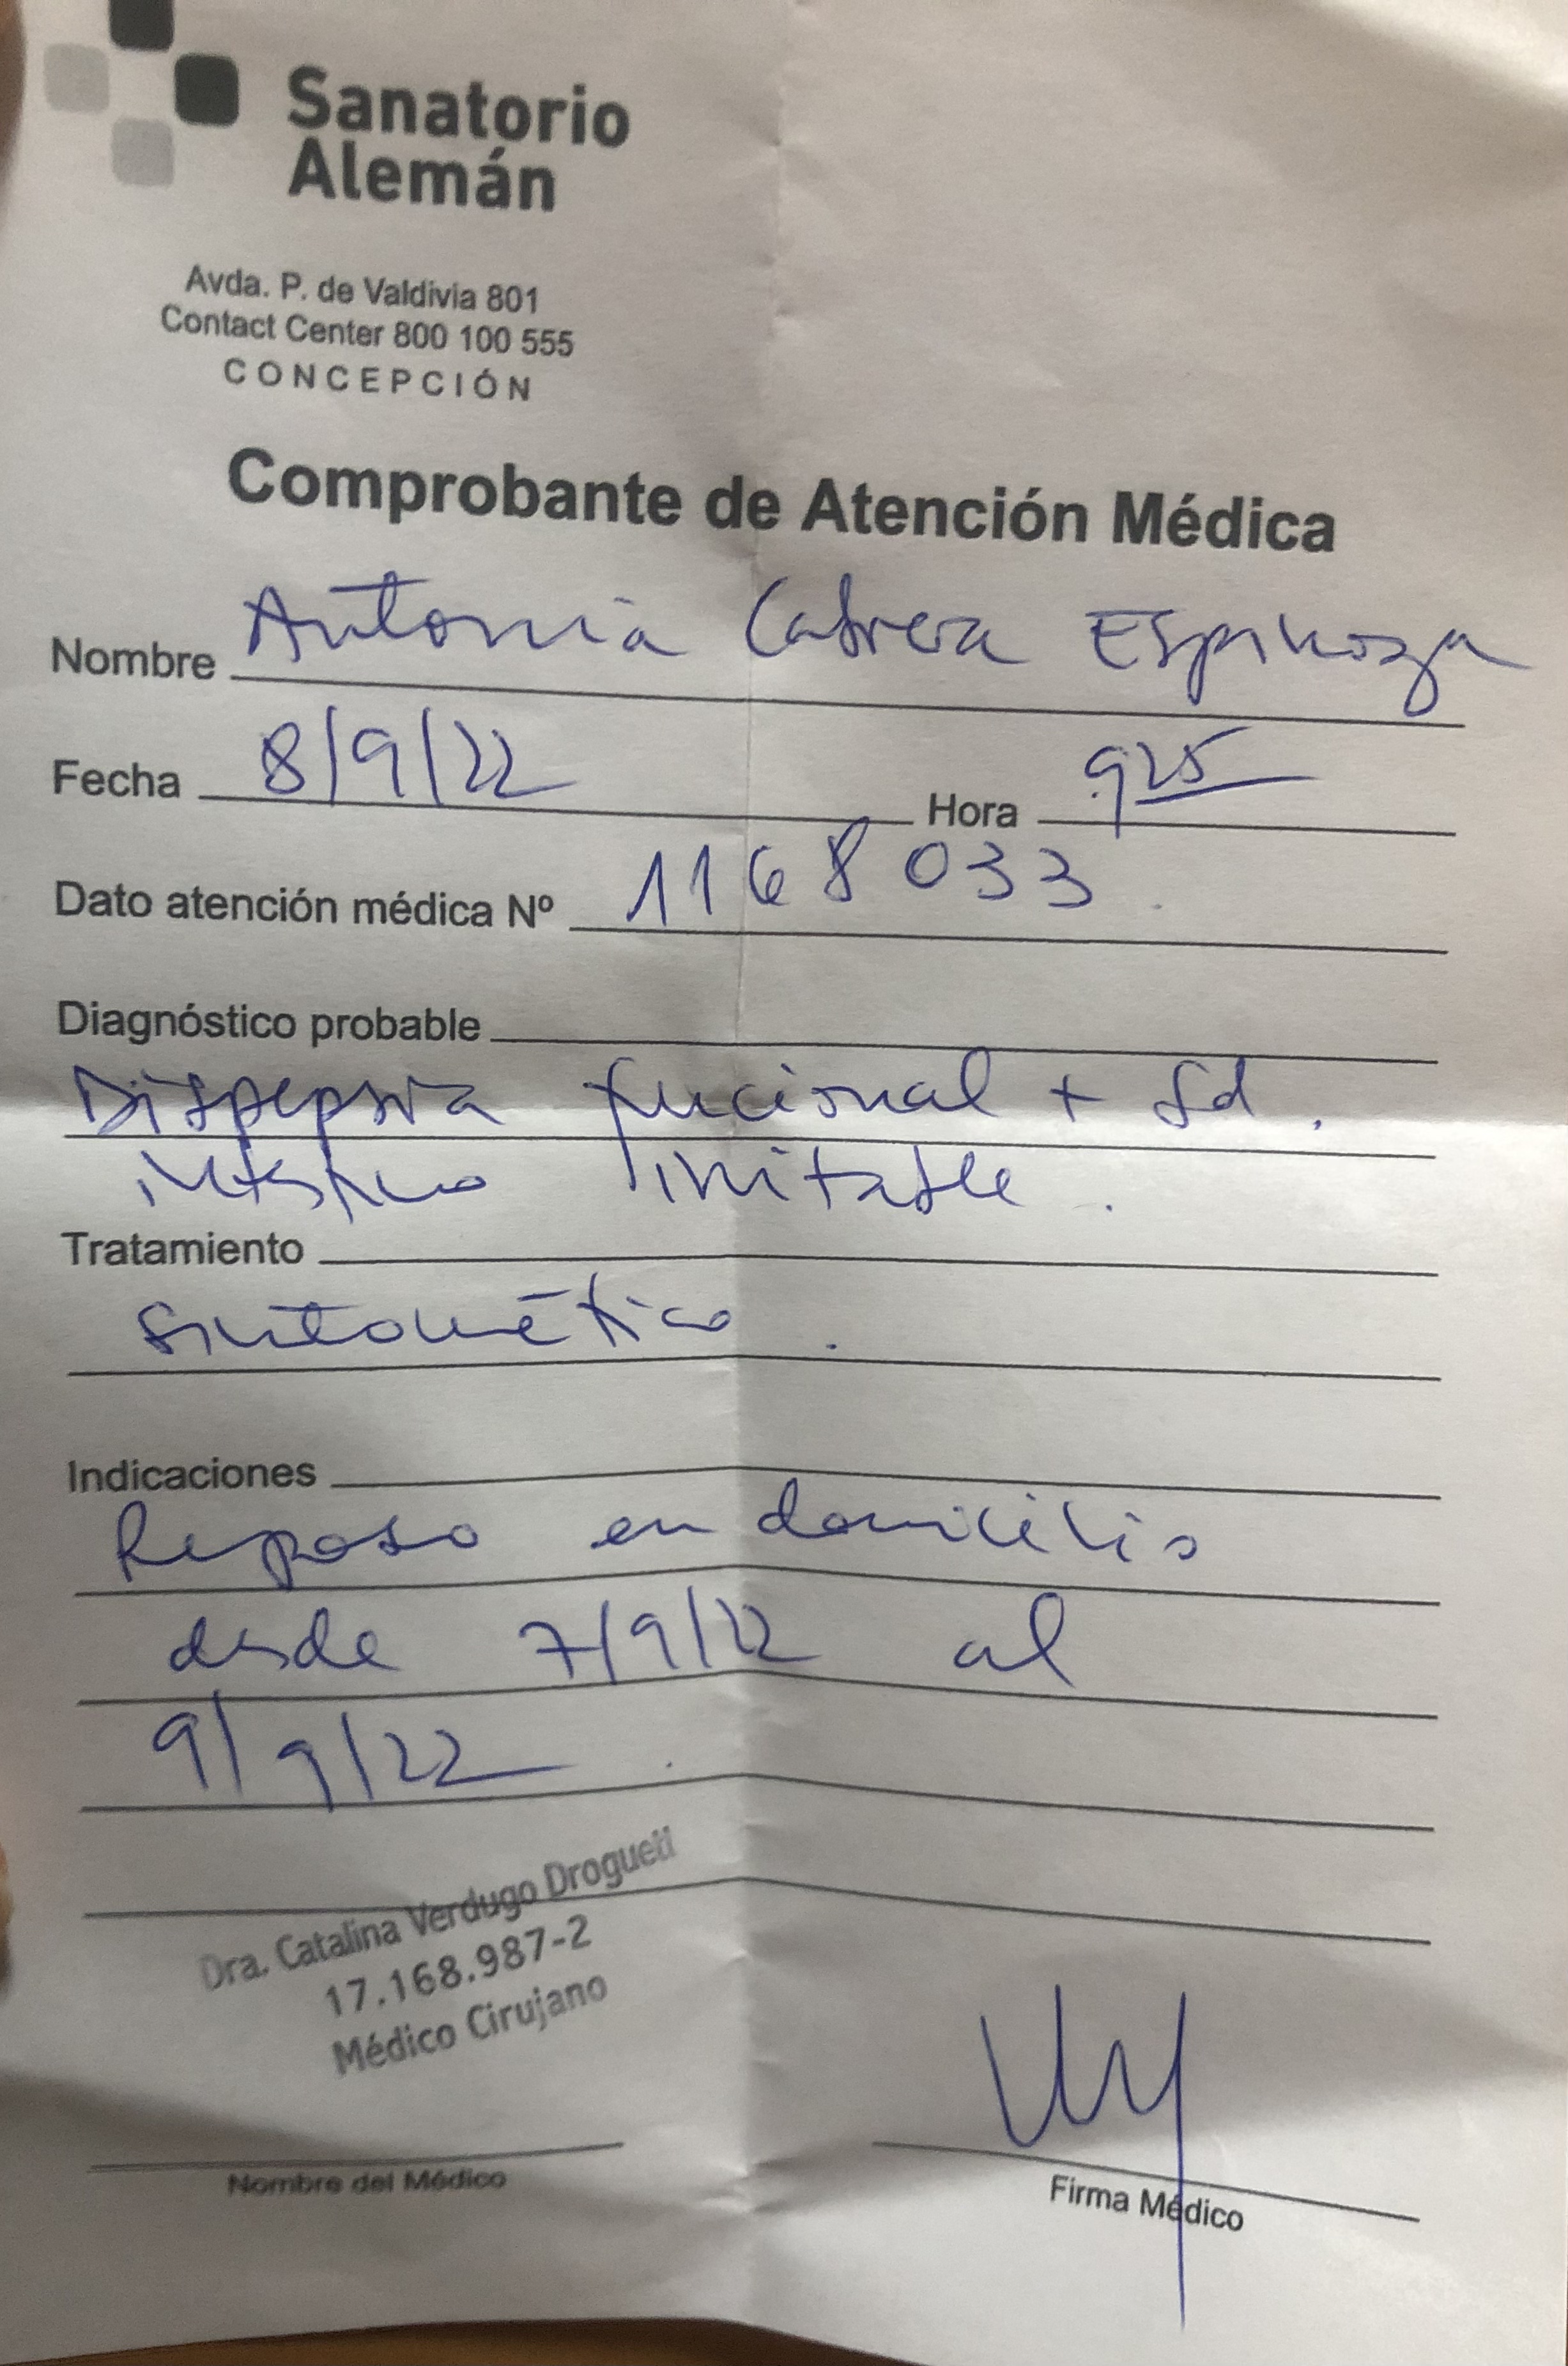 Sanatorio
Alemán
Avda. P. de Valdivia 801
Contact Center 800 100 555
CONCEPCIÓN
Comprobante de Atención Médica
Nombre Antonia Cabrera Espinoza
Fecha 8/9/22 Hora 9 25
Dato atención médica Nº 1168033
Diagnóstico probable
Dispepsia fucional + Sd.
intestino irritable.
Tratamiento
Sintomático.
Indicaciones
Reposo en domicilio
desde 7/9/22 al
9/9/22.
Dra. Catalina Verdugo Droguett
17.168.987-2
Médico Cirujano
Nombre del Médico
Firma Médico